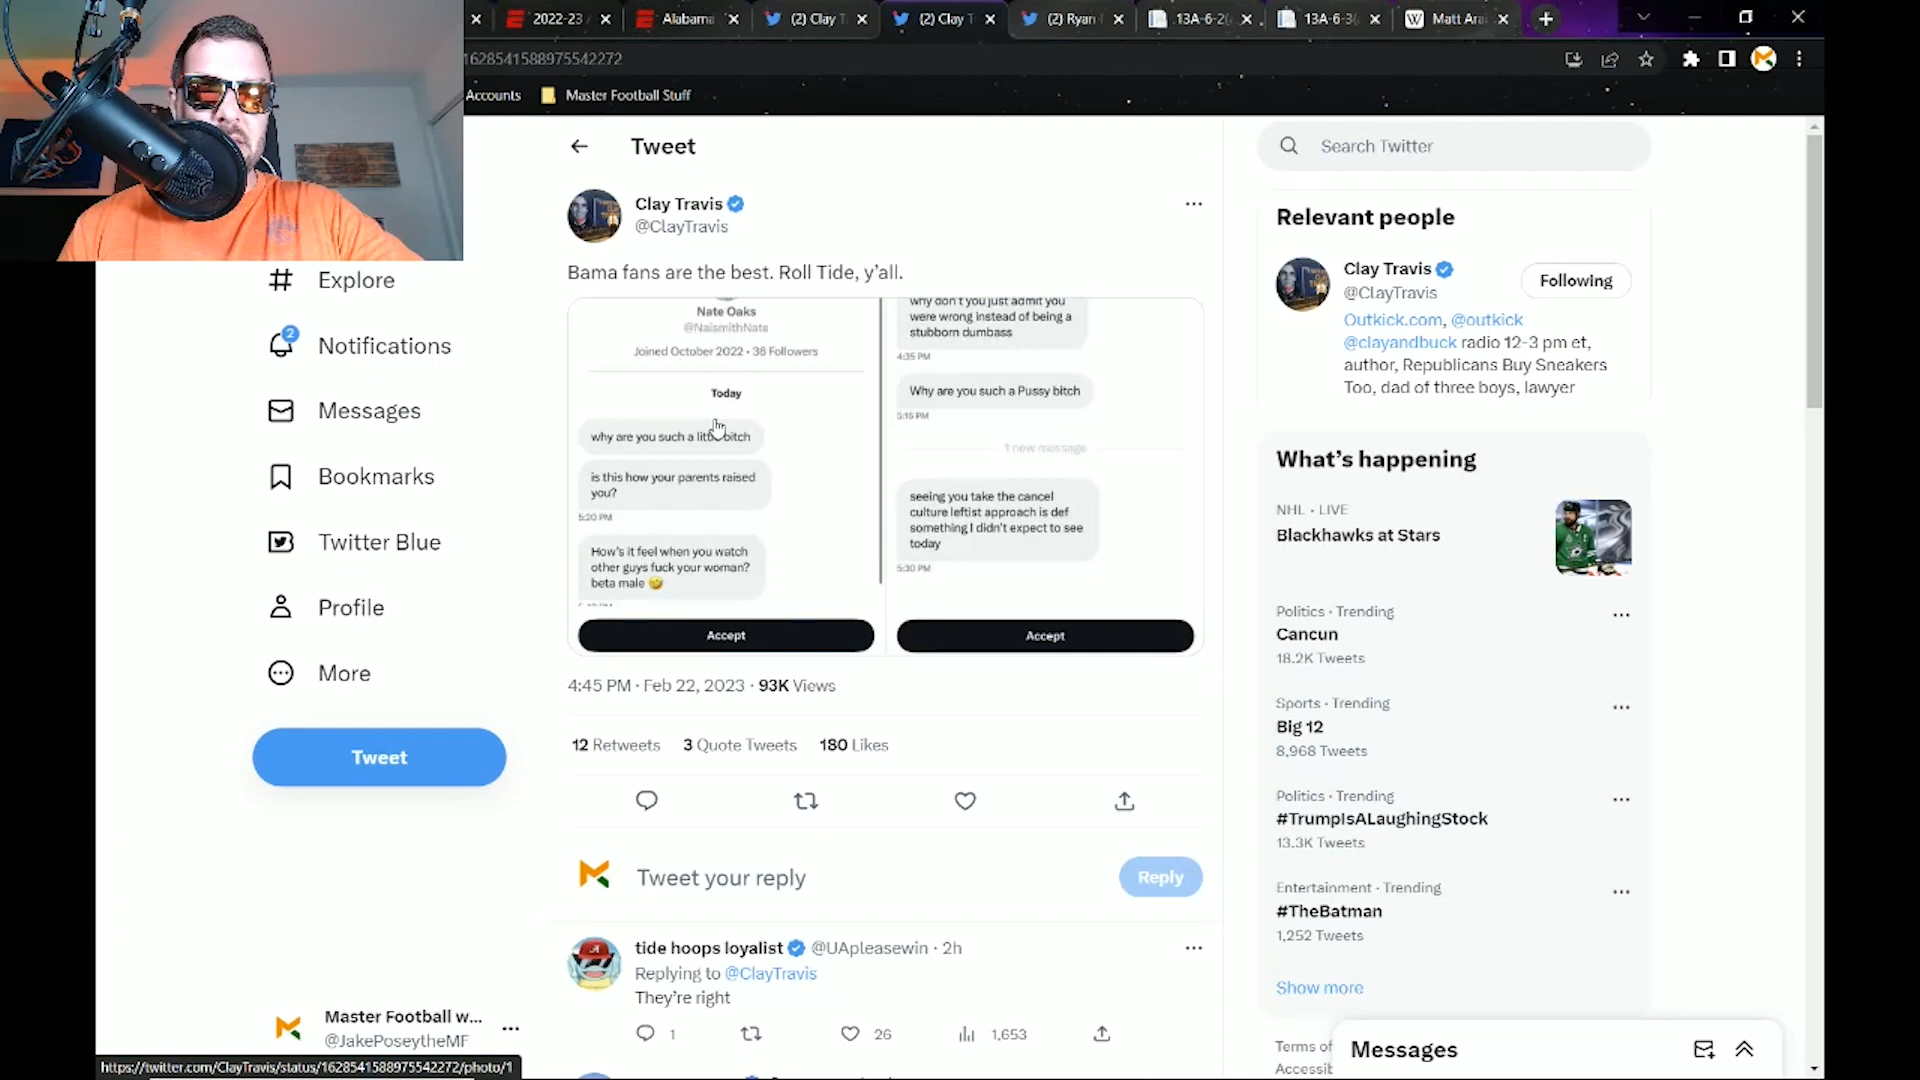 2022-23
Alabama
(2) Clay T
(2) Clay T
(2) Ryan
13A-6-2(
13A-6-3(
Matt Ara
1628541588975542272
Accounts
Master Football Stuff
Tweet
Search Twitter
Clay Travis
@ClayTravis
Bama fans are the best. Roll Tide, y'all.
Nate Oaks
@NaismithNate
Joined October 2022 · 36 Followers
Today
why are you such a little bitch
is this how your parents raised
you?
5:20 PM
How's it feel when you watch
other guys fuck your woman?
beta male 🤣
Accept
why don't you just admit you
were wrong instead of being a
stubborn dumbass
4:35 PM
Why are you such a Pussy bitch
5:16 PM
1 new message
seeing you take the cancel
culture leftist approach is def
something I didn't expect to see
today
5:30 PM
Accept
4:45 PM · Feb 22, 2023 · 93K Views
12 Retweets 3 Quote Tweets 180 Likes
Tweet your reply
Reply
tide hoops loyalist @UApleasewin · 2h
Replying to @ClayTravis
They're right
1 26 1,653
Explore
2
Notifications
Messages
Bookmarks
Twitter Blue
Profile
More
Tweet
Master Football w...
@JakePoseytheMF
https://twitter.com/ClayTravis/status/1628541588975542272/photo/1
Relevant people
Clay Travis
@ClayTravis
Following
Outkick.com, @outkick
@clayandbuck radio 12-3 pm et,
author, Republicans Buy Sneakers
Too, dad of three boys, lawyer
What's happening
NHL · LIVE
Blackhawks at Stars
Politics · Trending
Cancun
18.2K Tweets
Sports · Trending
Big 12
8,968 Tweets
Politics · Trending
#TrumpIsALaughingStock
13.3K Tweets
Entertainment · Trending
#TheBatman
1,252 Tweets
Show more
Terms of
Accessib
Messages